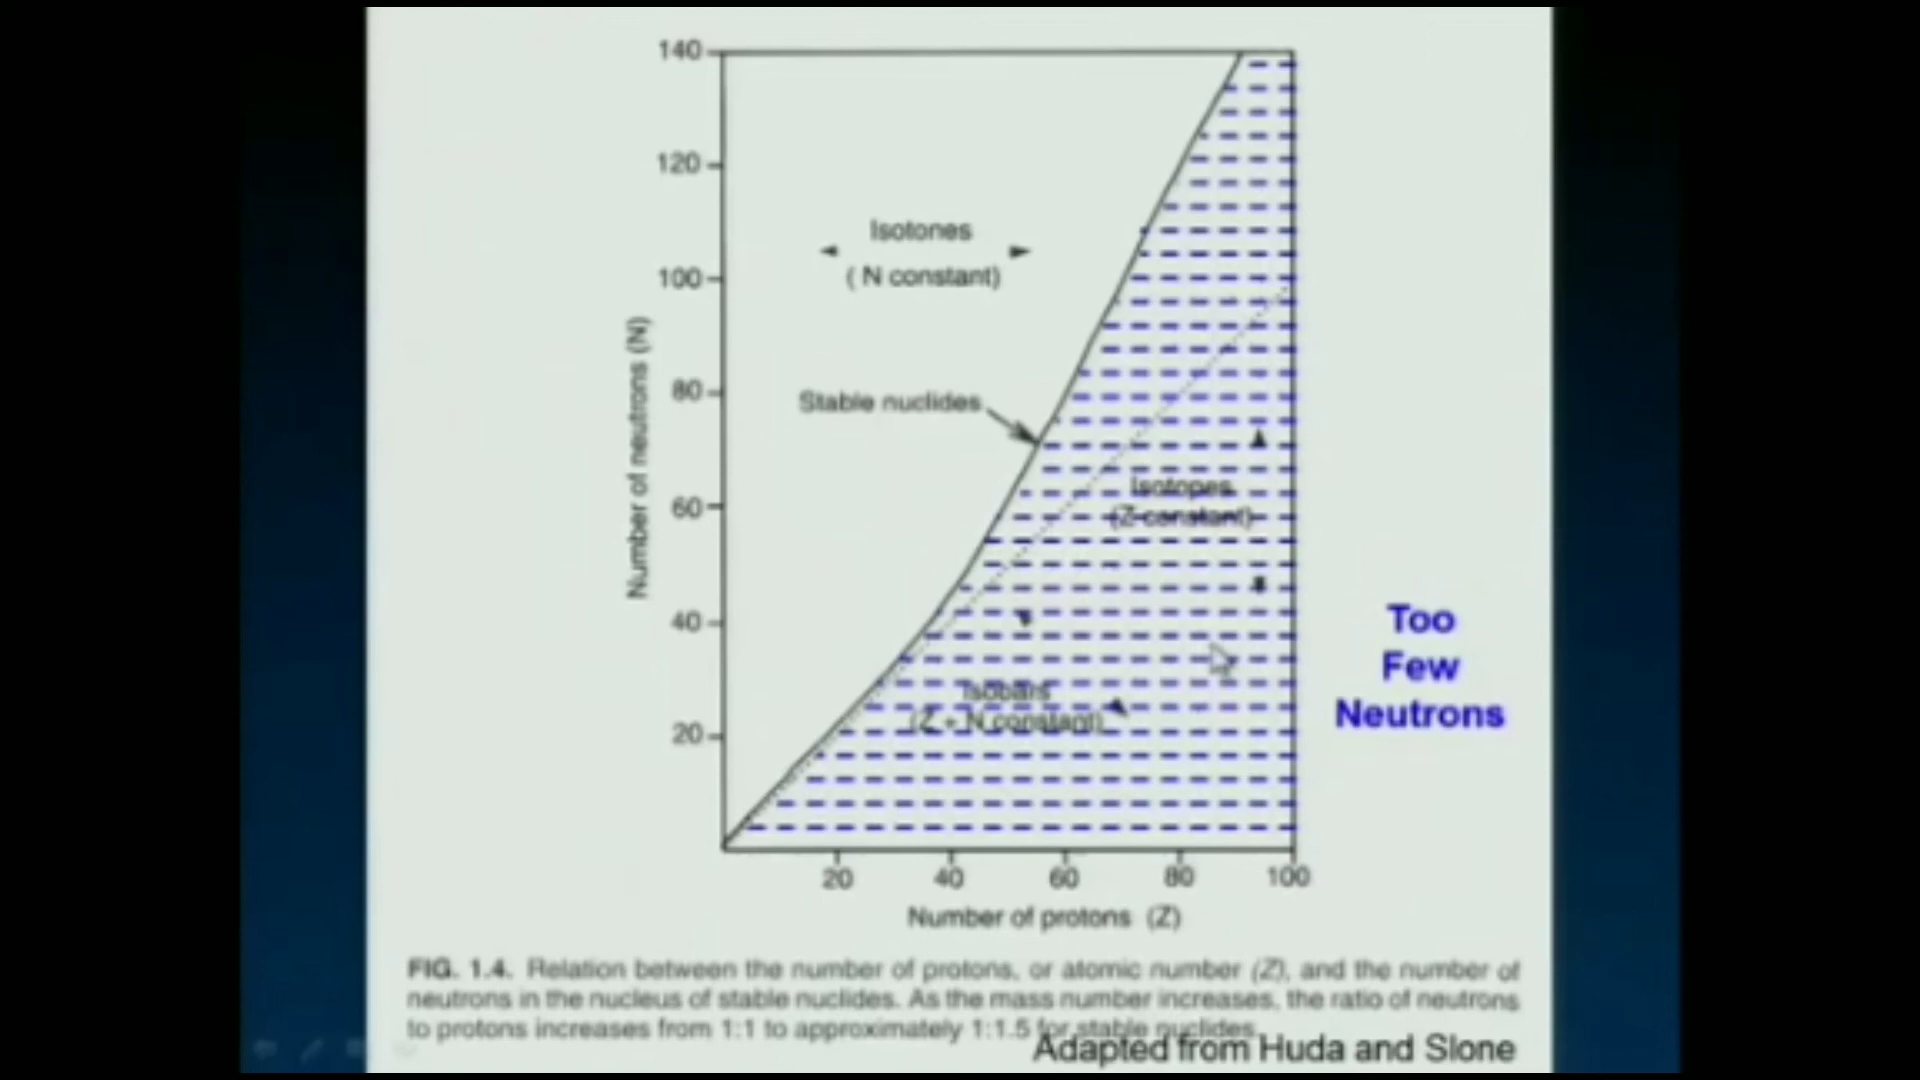 140
120
100
80
60
40
20
Number of neutrons (N)
Isotones
( N constant)
Stable nuclides
Isotopes
(Z constant)
Isobars
(Z + N constant)
Too
Few
Neutrons
20 40 60 80 100
Number of protons (Z)
FIG. 1.4. Relation between the number of protons, or atomic number (Z), and the number of
neutrons in the nucleus of stable nuclides. As the mass number increases, the ratio of neutrons
to protons increases from 1:1 to approximately 1:1.5 for stable nuclides.
Adapted from Huda and Slone